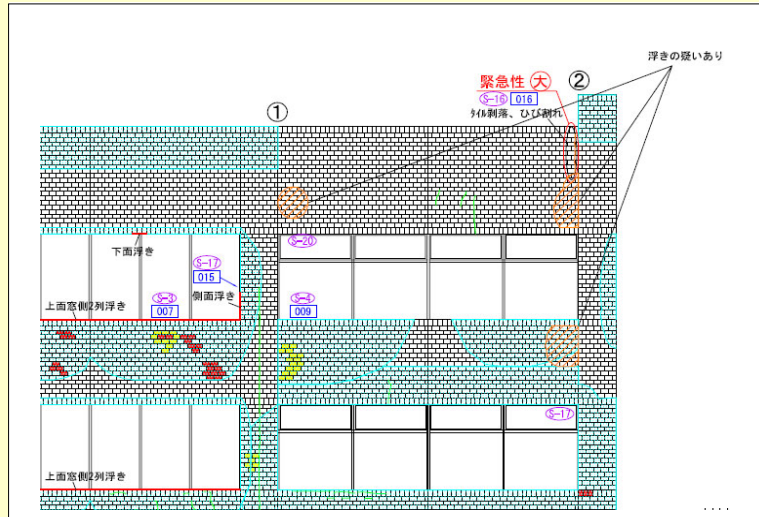 浮きの疑いあり
緊急性 大
②
S-16 016
タイル剥落、ひび割れ
①
S-20
下面浮き
S-17
015
側面浮き
上面窓側2列浮き
S-3
007
S-4
009
S-17
上面窓側2列浮き